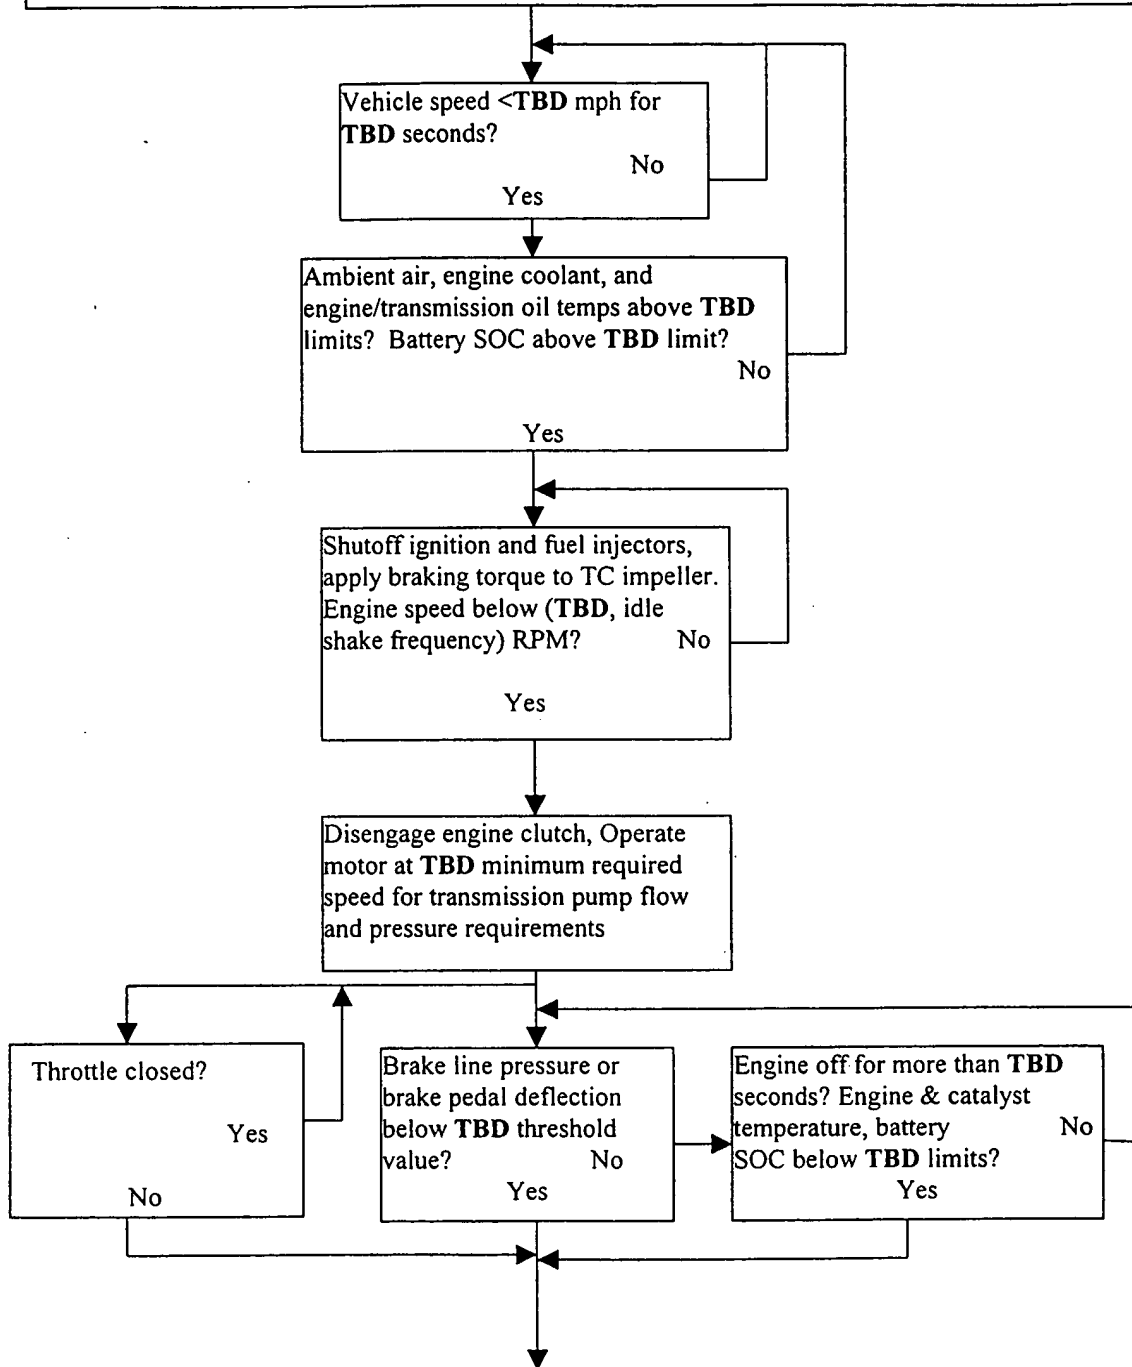 Vehicle speed <TBD mph for
TBD seconds?
No
Yes
Ambient air, engine coolant, and
engine/transmission oil temps above TBD
limits? Battery SOC above TBD limit?
No
Yes
Shutoff ignition and fuel injectors,
apply braking torque to TC impeller.
Engine speed below (TBD, idle
shake frequency) RPM? No
Yes
Disengage engine clutch, Operate
motor at TBD minimum required
speed for transmission pump flow
and pressure requirements
Throttle closed?
Yes
No
Brake line pressure or
brake pedal deflection
below TBD threshold
value? No
Yes
Engine off for more than TBD
seconds? Engine & catalyst
temperature, battery No
SOC below TBD limits?
Yes